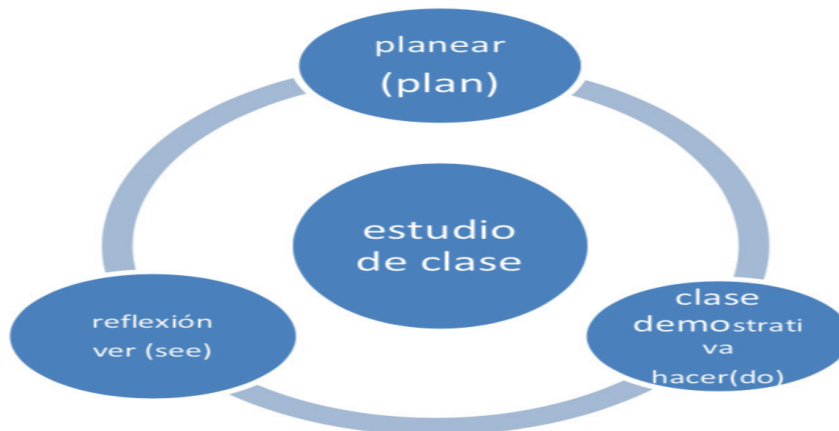 planear
(plan)
estudio
de clase
reflexión
ver (see)
clase
demostrati
va
hacer(do)